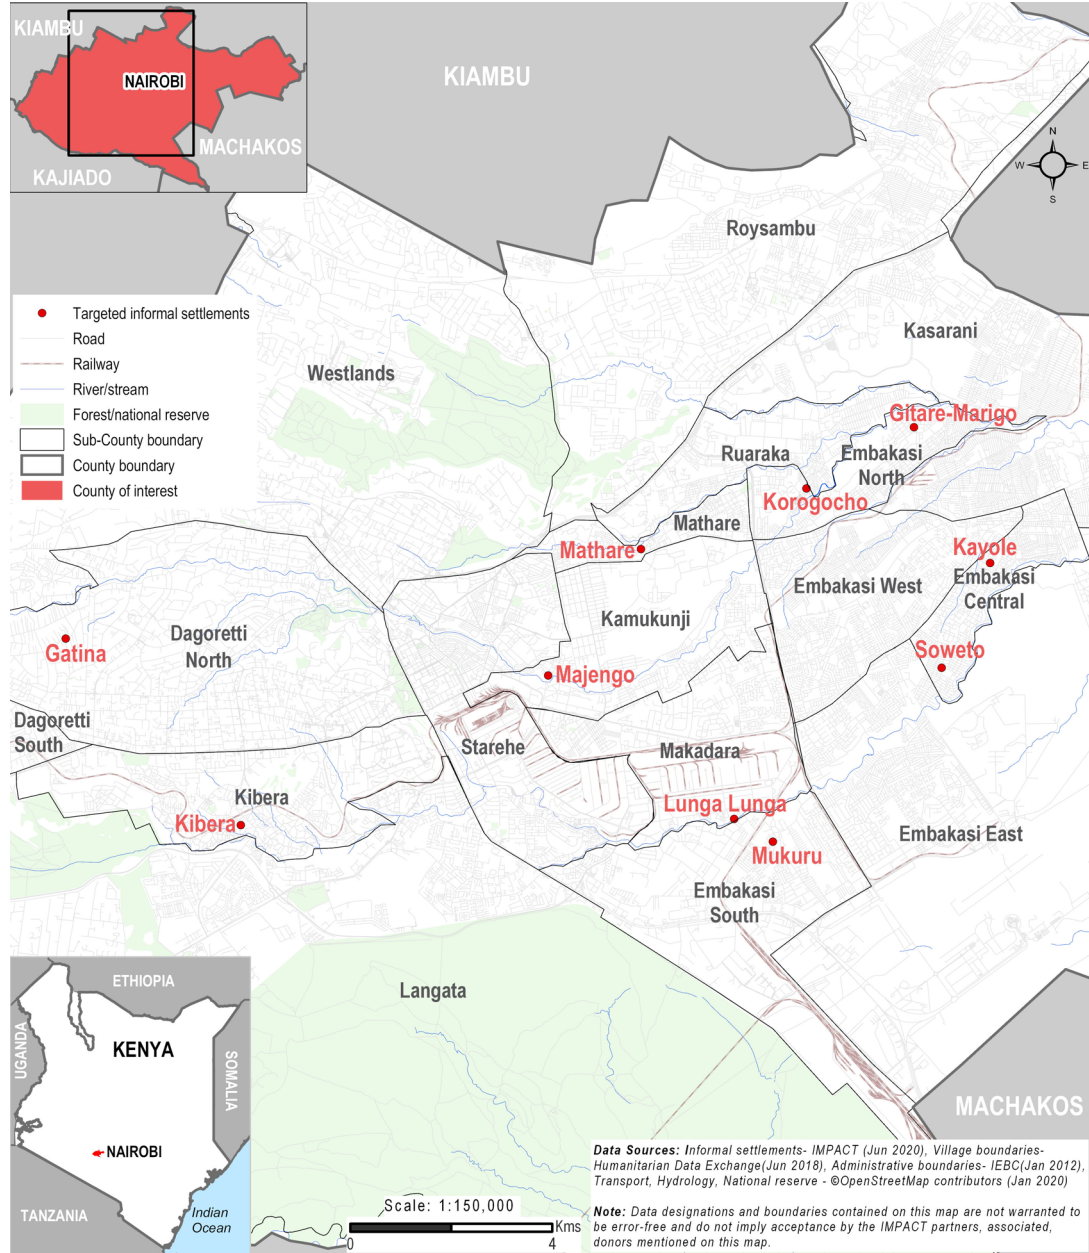 KIAMBU
NAIROBI
MACHAKOS
KAJIADO
KIAMBU
N
W
E
S
Roysambu
Kasarani
Westlands
Targeted informal settlements
Road
Railway
River/stream
Forest/national reserve
Sub-County boundary
County boundary
County of interest
Gitare-Marigo
Ruaraka
Embakasi
North
Korogocho
Mathare
Mathare
Kayole
Embakasi
Central
Embakasi West
Kamukunji
Dagoretti
North
Gatina
Soweto
Majengo
Dagoretti
South
Starehe
Makadara
Kibera
Kibera
Lunga Lunga
Mukuru
Embakasi East
Embakasi
South
Langata
ETHIOPIA
UGANDA
KENYA
SOMALIA
NAIROBI
TANZANIA
Indian
Ocean
MACHAKOS
Scale: 1:150,000
Kms
0
4
Data Sources: Informal settlements- IMPACT (Jun 2020), Village boundaries-
Humanitarian Data Exchange(Jun 2018), Administrative boundaries- IEBC(Jan 2012),
Transport, Hydrology, National reserve - ©OpenStreetMap contributors (Jan 2020)
Note: Data designations and boundaries contained on this map are not warranted to
be error-free and do not imply acceptance by the IMPACT partners, associated,
donors mentioned on this map.